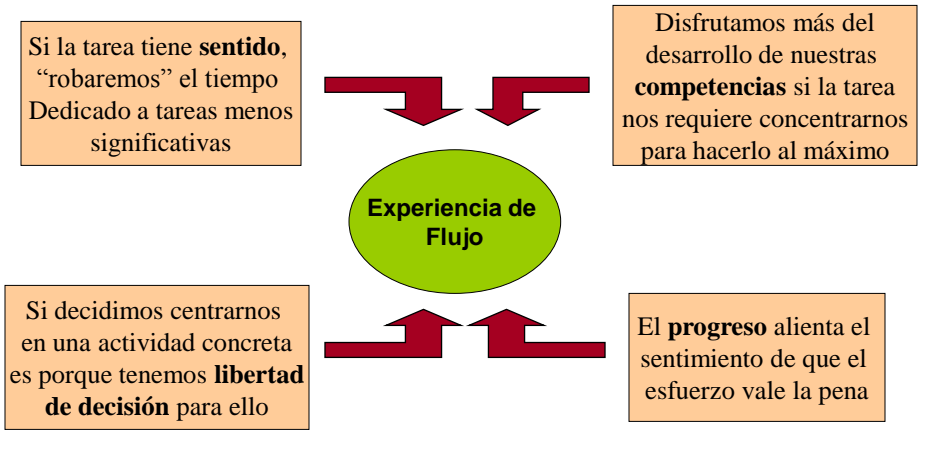 Si la tarea tiene sentido,
“robaremos” el tiempo
Dedicado a tareas menos
significativas
Disfrutamos más del
desarrollo de nuestras
competencias si la tarea
nos requiere concentrarnos
para hacerlo al máximo
Experiencia de
Flujo
Si decidimos centrarnos
en una actividad concreta
es porque tenemos libertad
de decisión para ello
El progreso alienta el
sentimiento de que el
esfuerzo vale la pena